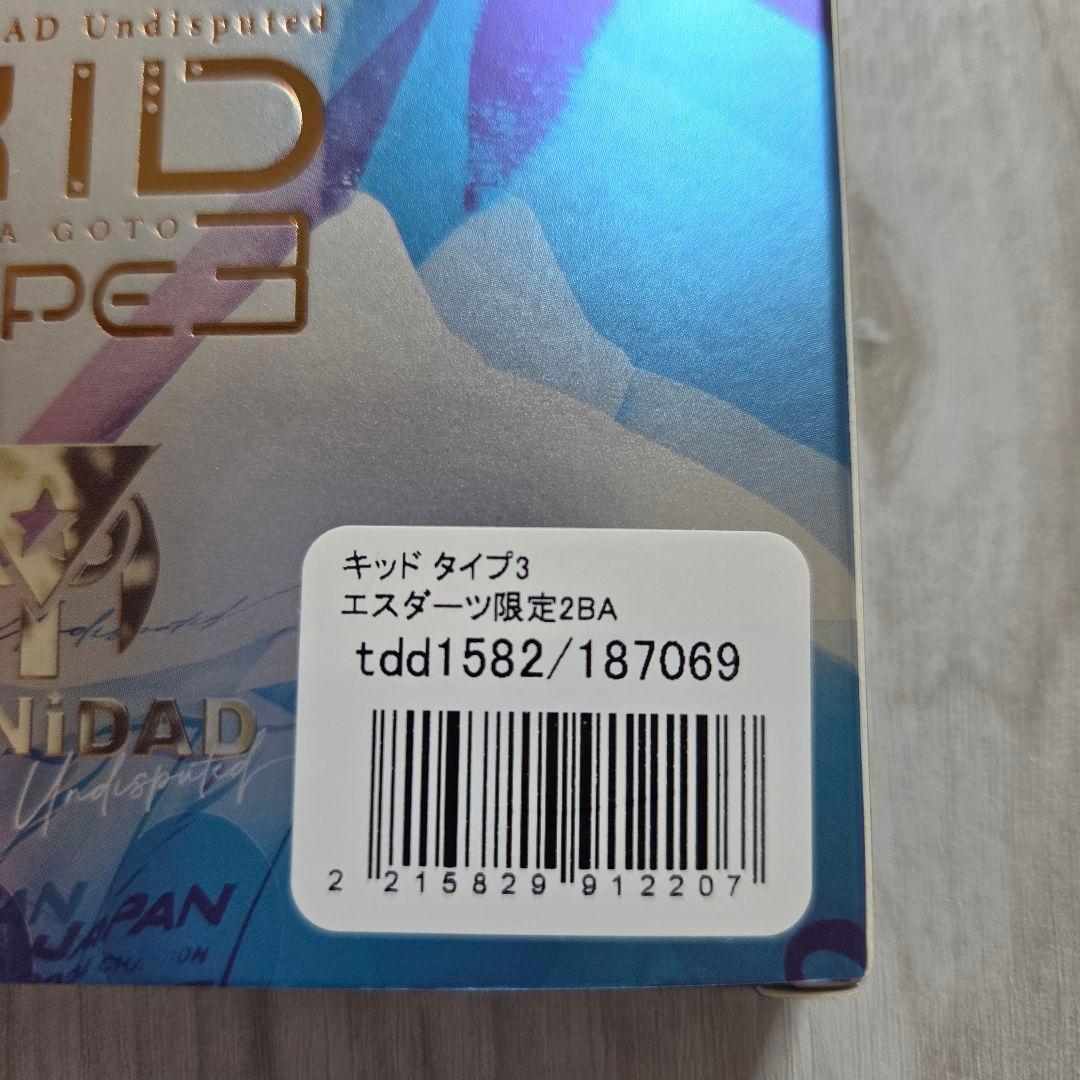 AD Undisputed
KID
A GOTO
PE3
NiDAD
Undisputed
JAPAN
キッド タイプ3
エスダーツ限定2BA
tdd1582/187069
2 215829 912207